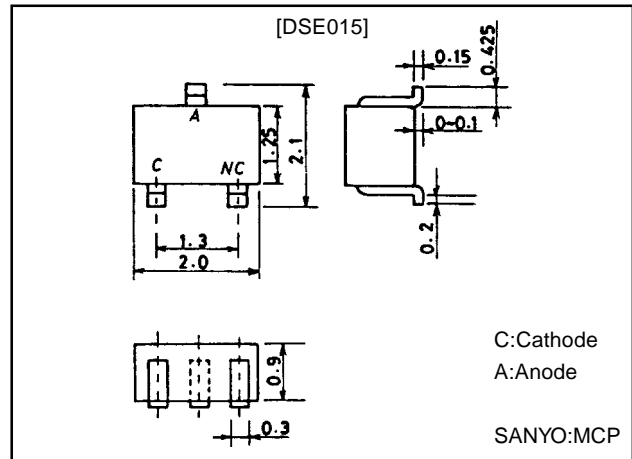 [DSE015]
0.15
0.425
A
1.25
2.1
0~0.1
C
NC
0.2
1.3
2.0
C:Cathode
0.9
A:Anode
0.3
SANYO:MCP